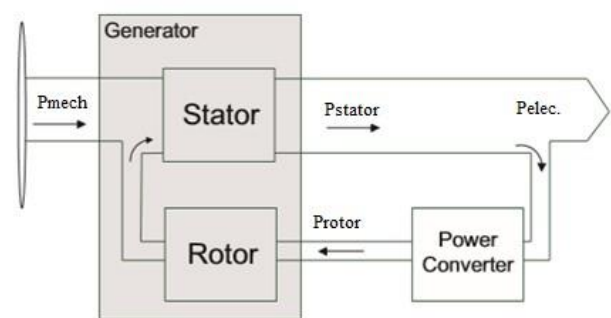 Generator
Pmech
Stator
Pstator
Pelec.
Rotor
Protor
Power
Converter